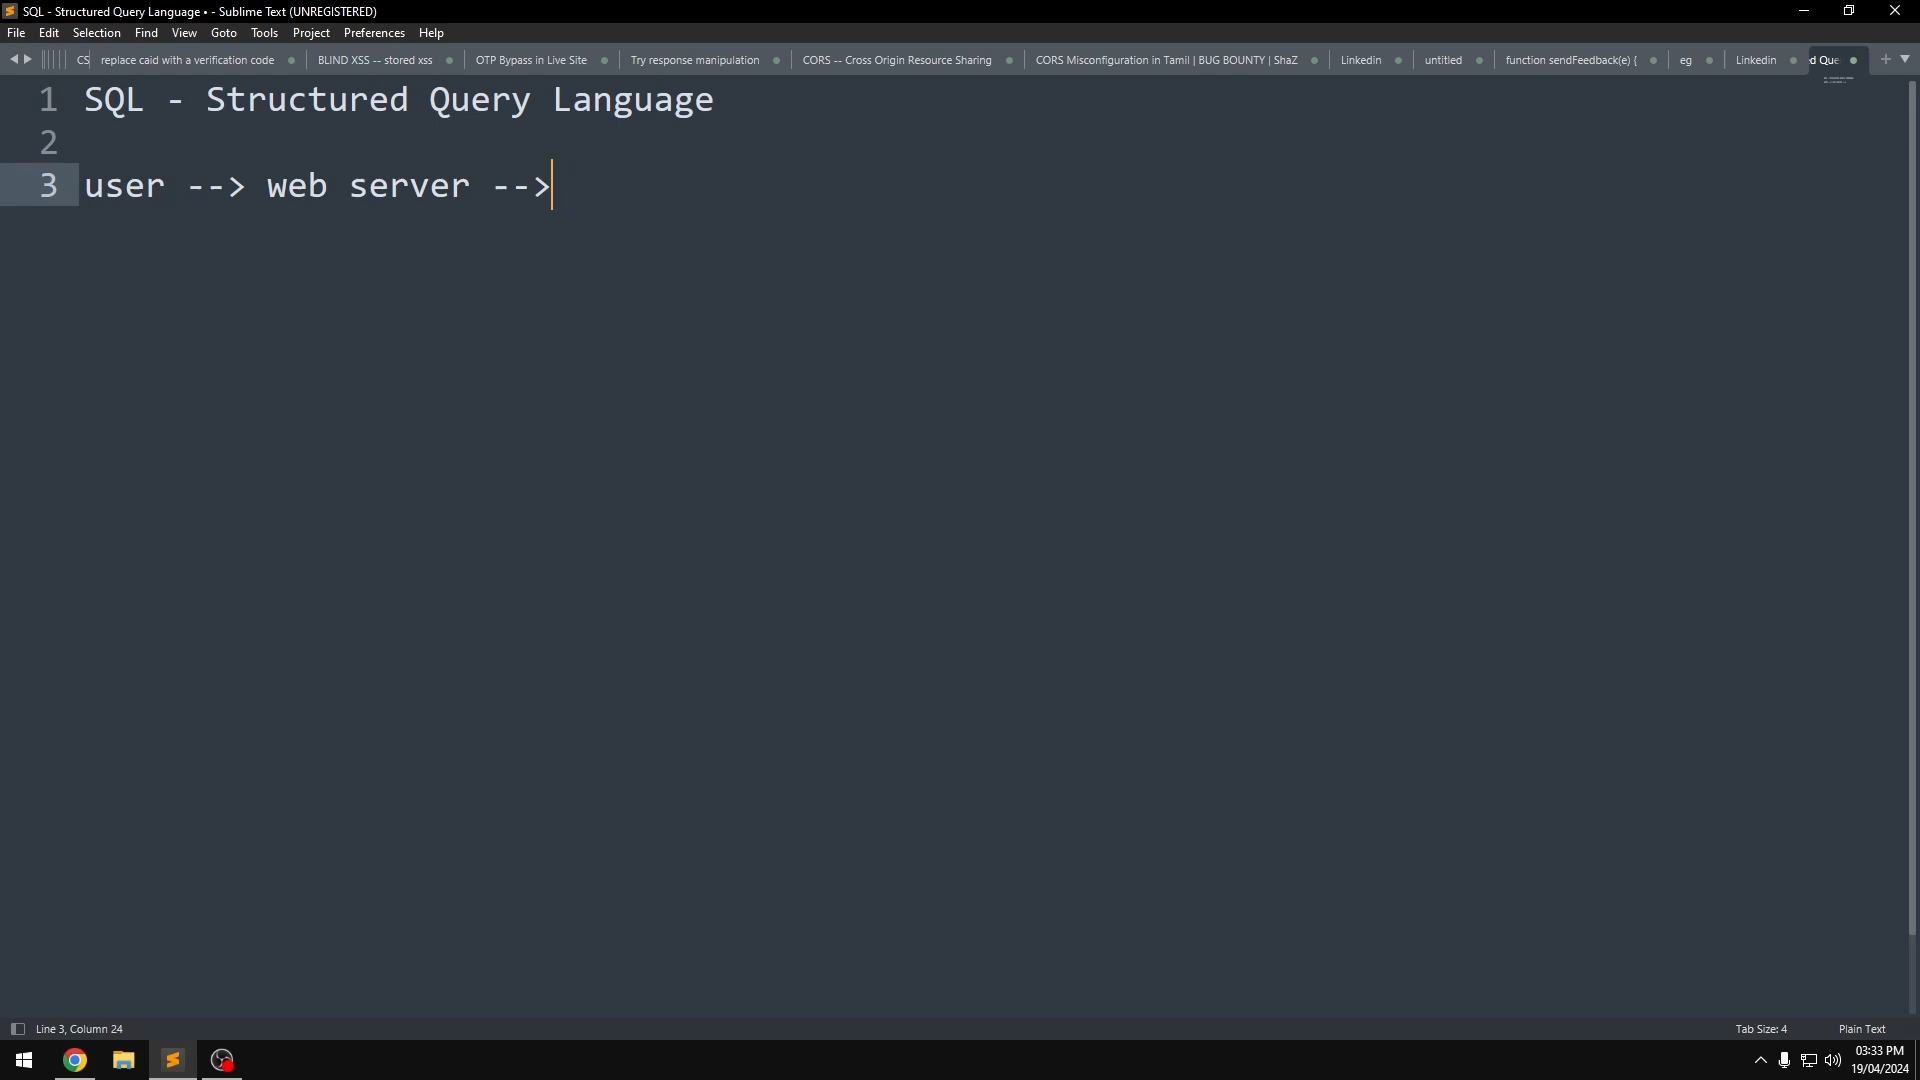 SQL - Structured Query Language • - Sublime Text (UNREGISTERED)
File Edit Selection Find View Goto Tools Project Preferences Help
CS replace caid with a verification code BLIND XSS -- stored xss OTP Bypass in Live Site Try response manipulation CORS -- Cross Origin Resource Sharing CORS Misconfiguration in Tamil | BUG BOUNTY | ShaZ Linkedin untitled function sendFeedback(e) { eg Linkedin ed Que
1 SQL - Structured Query Language
2
3 user --> web server -->
Line 3, Column 24 Tab Size: 4 Plain Text
03:33 PM
19/04/2024